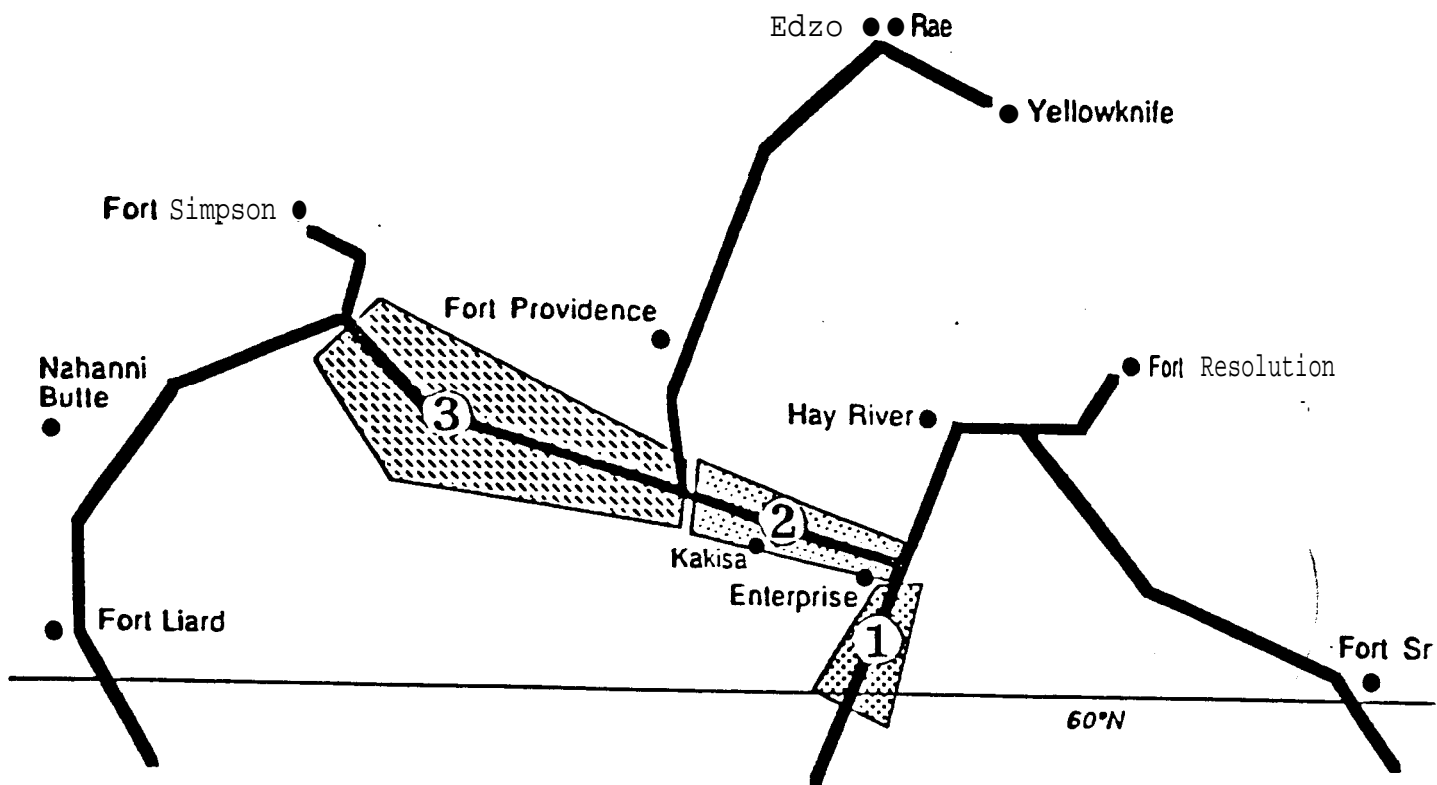 Edzo Rae
Yellowknife
Fort Simpson
Fort Providence
Nahanni
Butte
Fort Resolution
Hay River
3
2
Kakisa
Enterprise
1
Fort Liard
Fort Sr
60°N